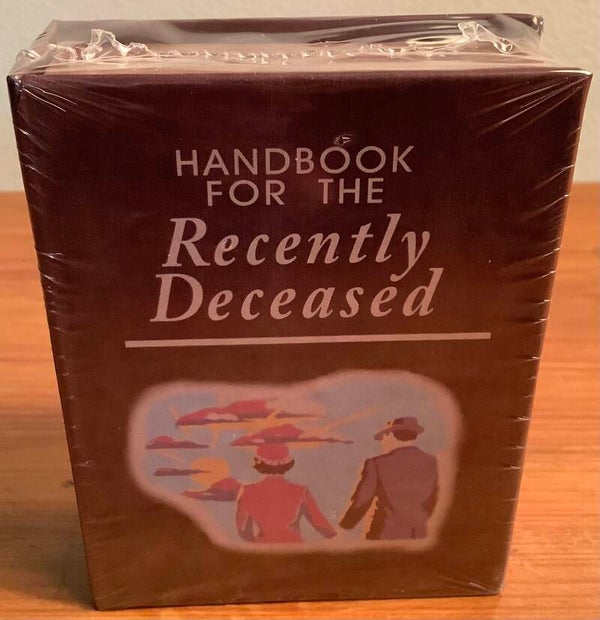 HANDBOOK
FOR THE
Recently
Deceased